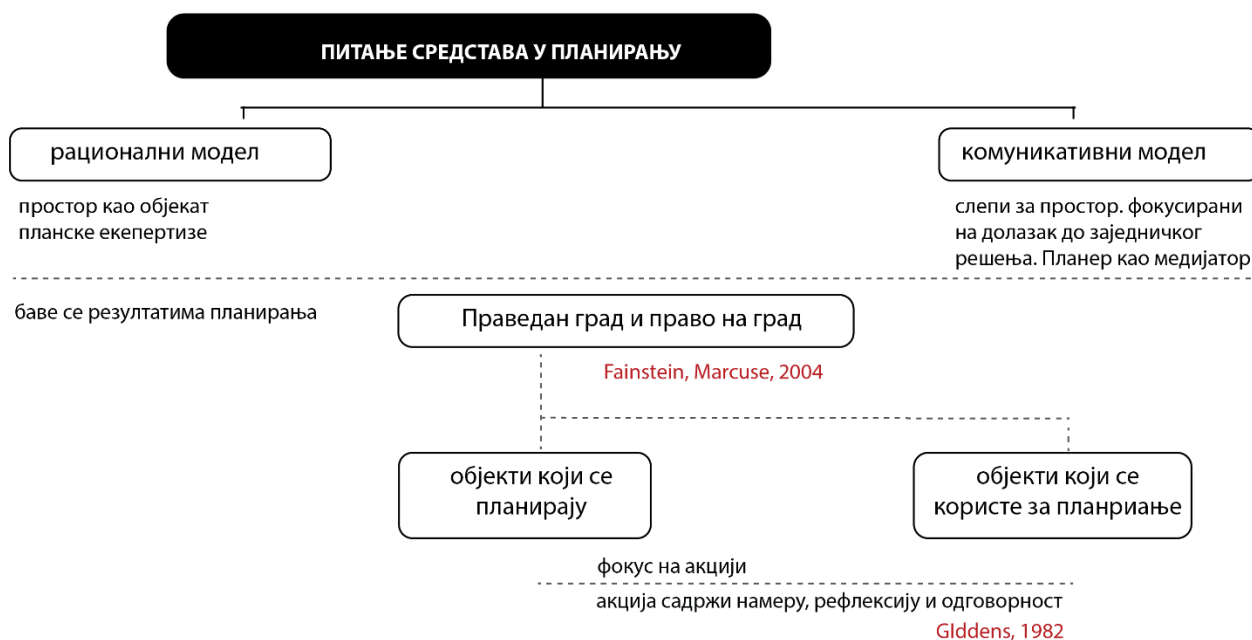 ПИТАЊЕ СРЕДСТАВА У ПЛАНИРАЊУ
рационални модел
комуникативни модел
простор као објекат
планске екепертизе
слепи за простор. фокусирани
на долазак до заједничког
решења. Планер као медијатор
баве се резултатима планирања
Праведан град и право на град
Fainstein, Marcuse, 2004
објекти који се
планирају
објекти који се
користе за планриање
фокус на акцији
акција садржи намеру, рефлексију и одговорност
GIddens, 1982